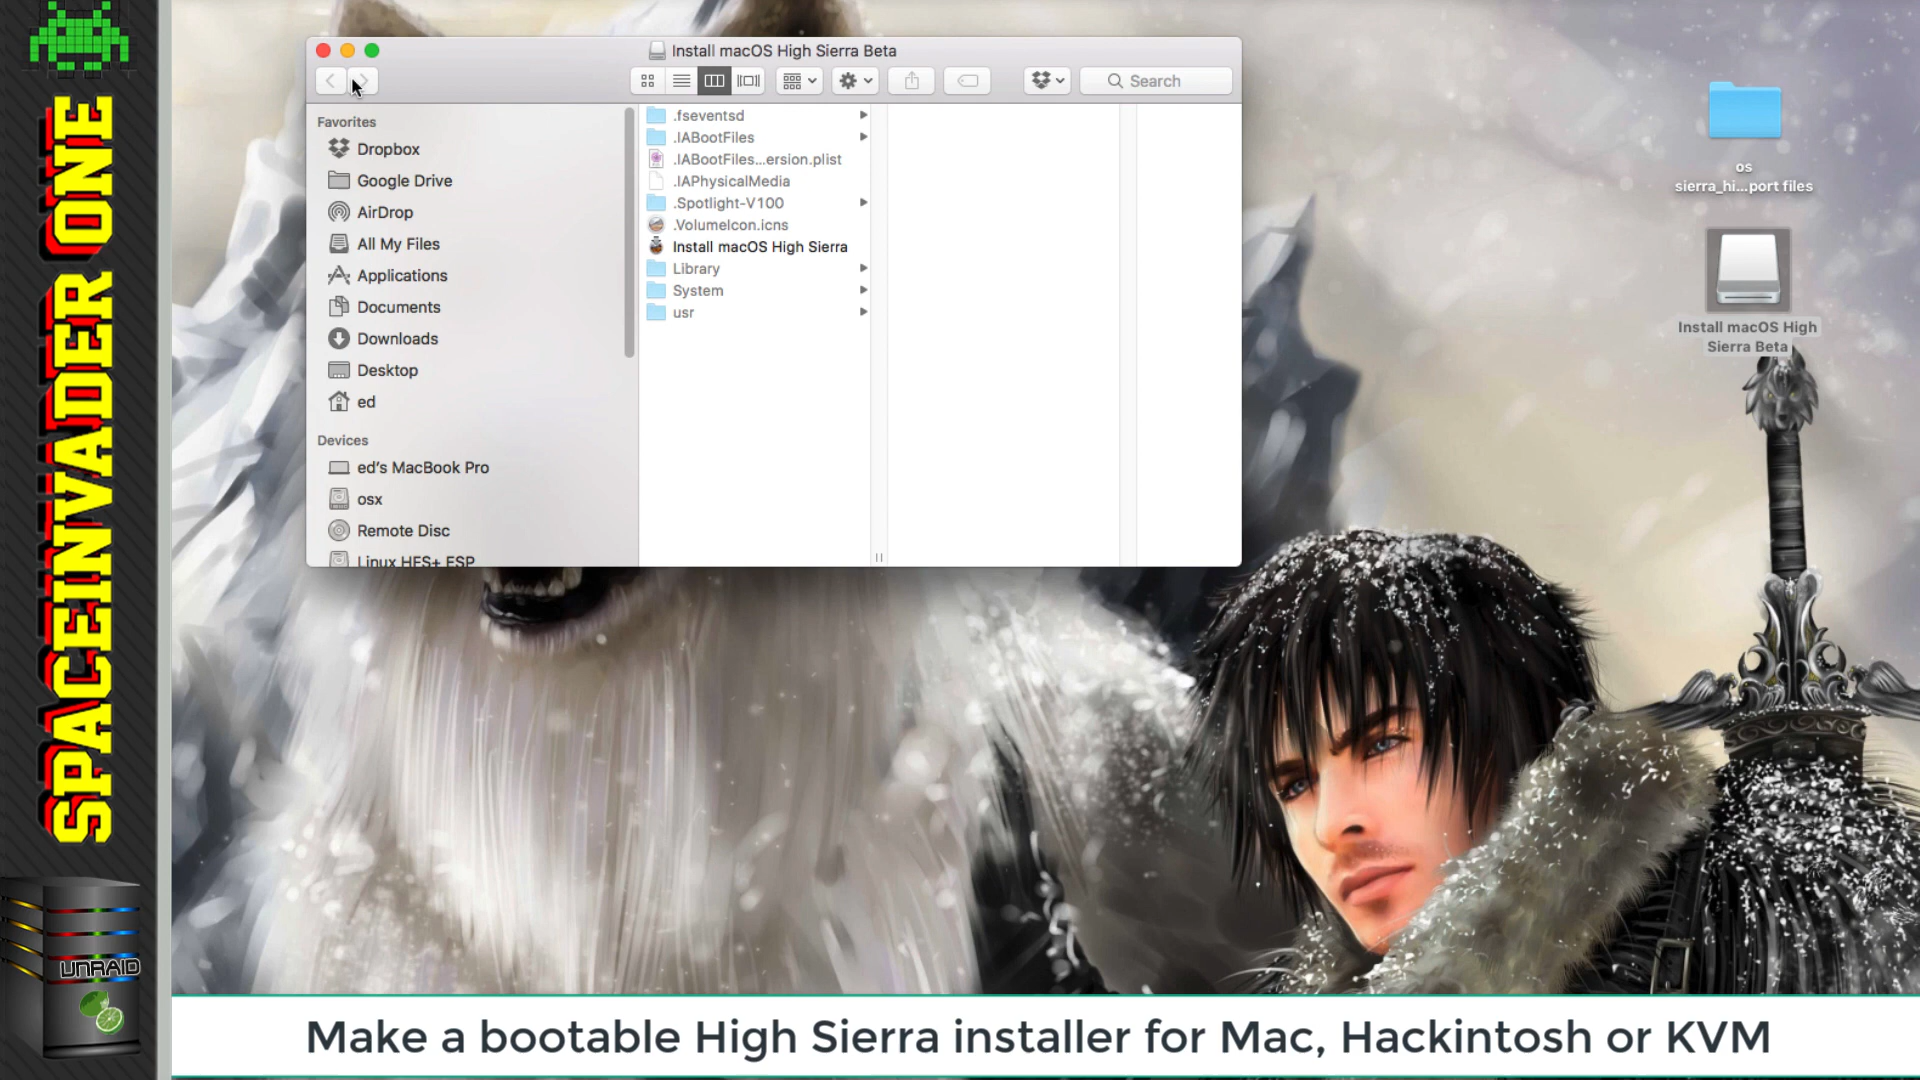 SPACEINVADER ONE
UNRAID
Install macOS High Sierra Beta
Search
Favorites
Dropbox
Google Drive
AirDrop
All My Files
Applications
Documents
Downloads
Desktop
ed
Devices
ed's MacBook Pro
osx
Remote Disc
Linux HFS+ ESP
.fseventsd
.IABootFiles
.IABootFiles...ersion.plist
.IAPhysicalMedia
.Spotlight-V100
.VolumeIcon.icns
Install macOS High Sierra
Library
System
usr
os
sierra_hi...port files
Install macOS High
Sierra Beta
Make a bootable High Sierra installer for Mac, Hackintosh or KVM